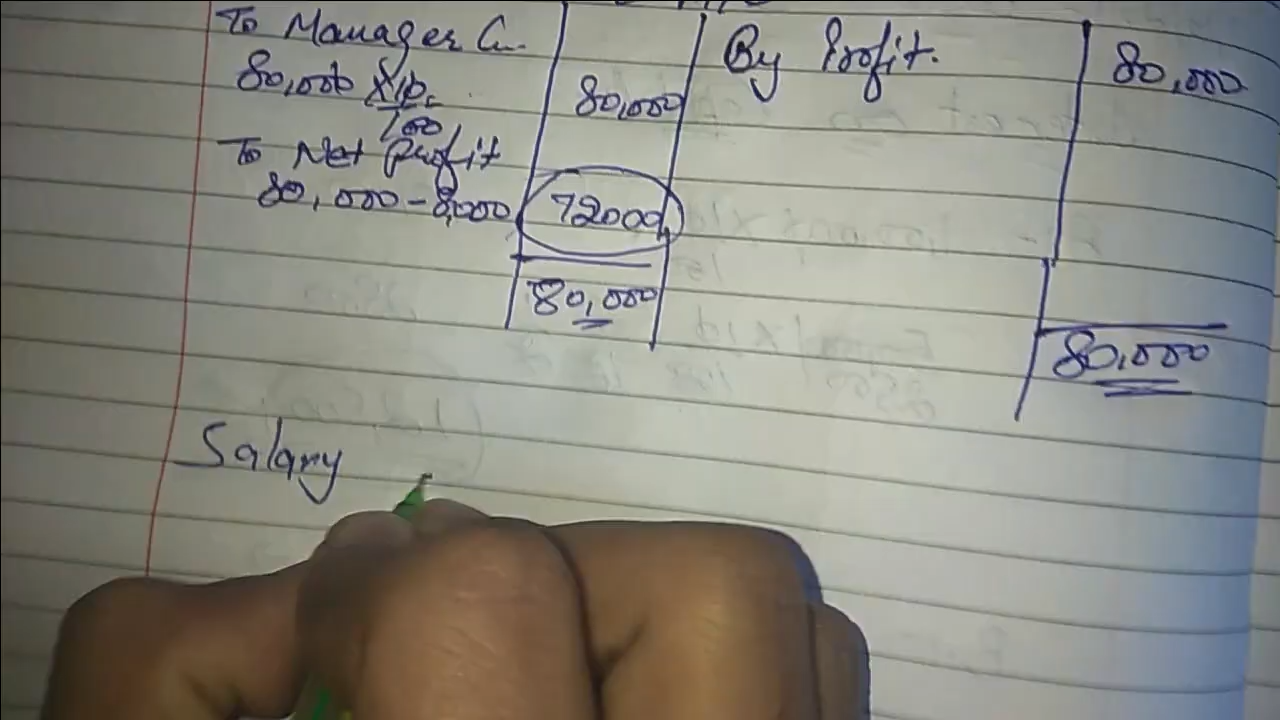 To Manager C.. By Profit. 80,000
80,000 x 10 80,000
100
To Net Profit
80,000 - 8,000 72000
80,000
80,000
Salary